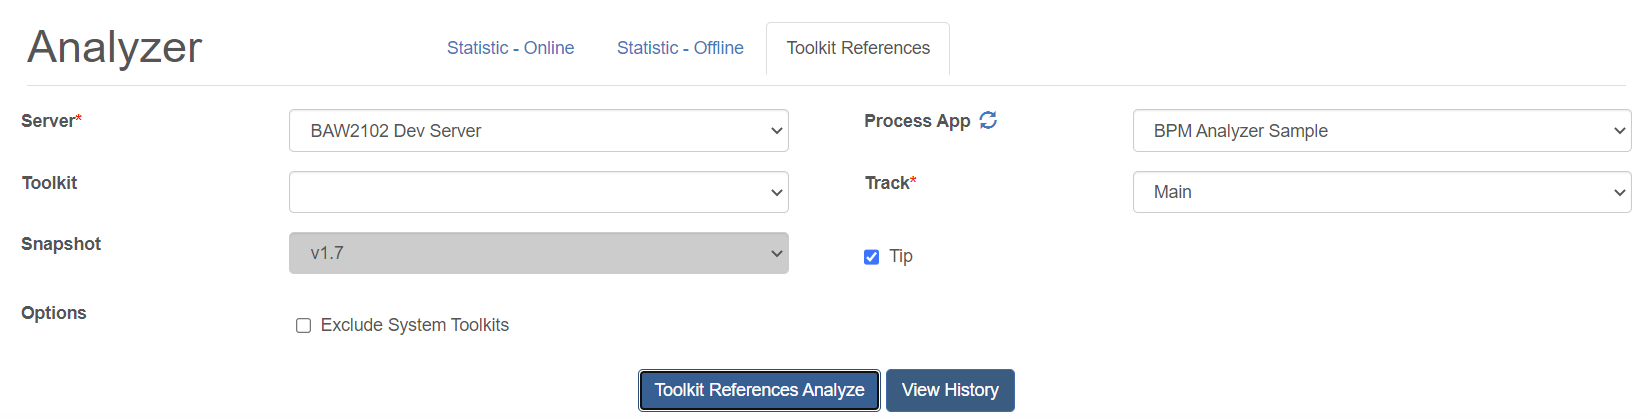 Analyzer
Statistic - Online
Statistic - Offline
Toolkit References
Server*
BAW2102 Dev Server
Process App
BPM Analyzer Sample
Toolkit
Track*
Main
Snapshot
v1.7
Tip
Options
Exclude System Toolkits
Toolkit References Analyze
View History